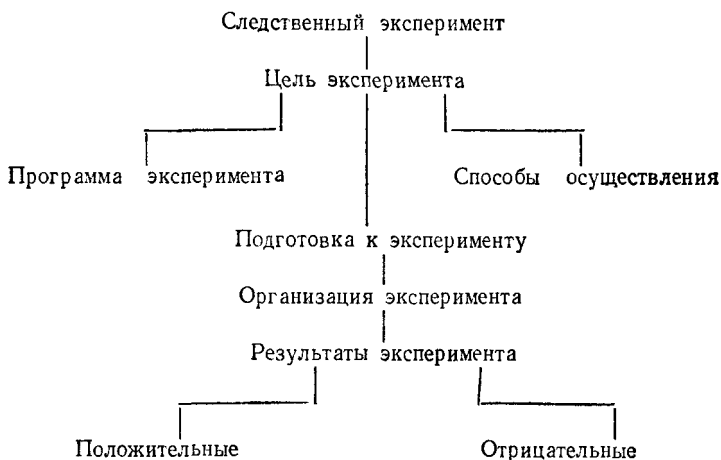 Следственный эксперимент
Цель эксперимента
Программа эксперимента
Способы осуществления
Подготовка к эксперименту
Организация эксперимента
Результаты эксперимента
Положительные
Отрицательные